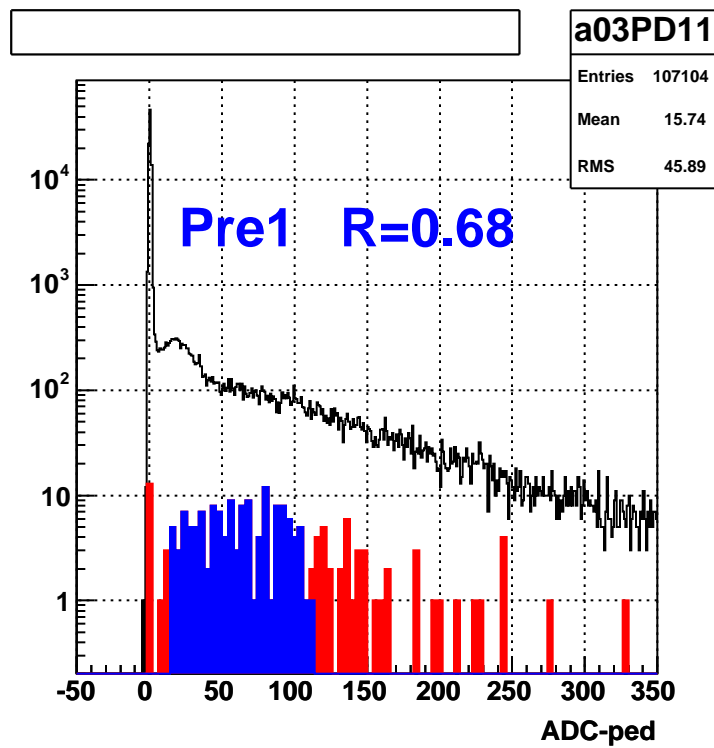 a03PD11
Entries 107104
Mean 15.74
RMS 45.89
Pre1 R=0.68
10^4
10^3
10^2
10
1
-50 0 50 100 150 200 250 300 350
ADC-ped